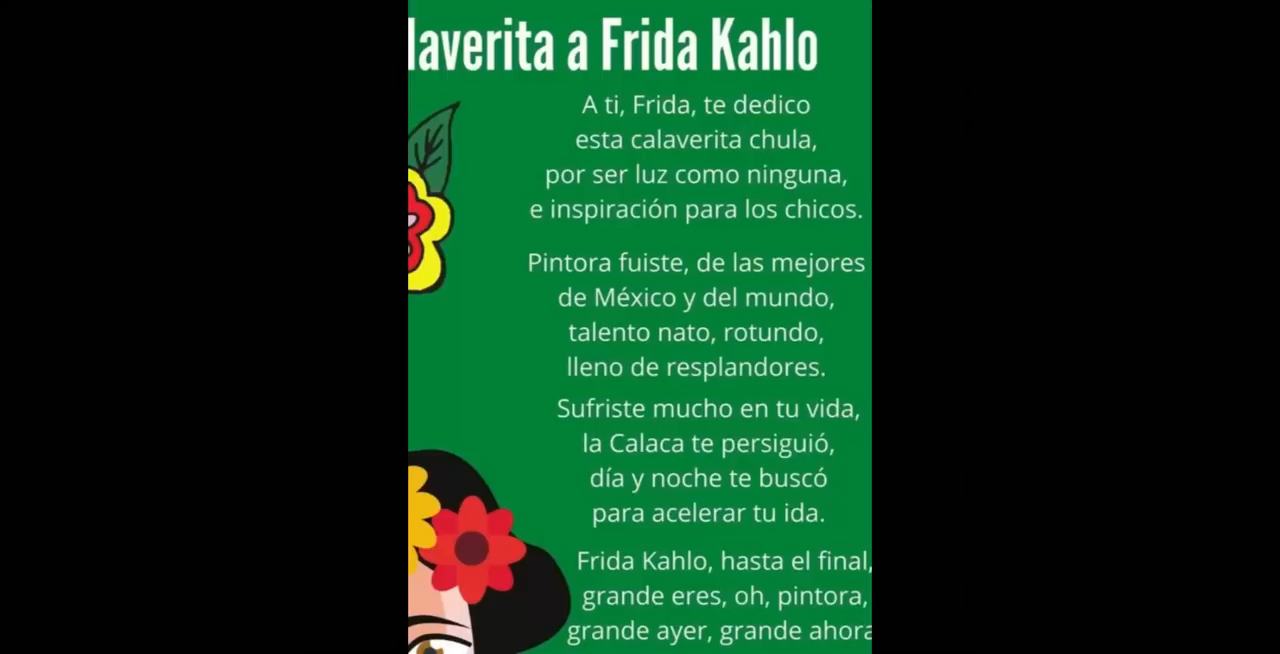 laverita a Frida Kahlo
A ti, Frida, te dedico
esta calaverita chula,
por ser luz como ninguna,
e inspiración para los chicos.
Pintora fuiste, de las mejores
de México y del mundo,
talento nato, rotundo,
lleno de resplandores.
Sufriste mucho en tu vida,
la Calaca te persiguió,
día y noche te buscó
para acelerar tu ida.
Frida Kahlo, hasta el final,
grande eres, oh, pintora,
grande ayer, grande ahora